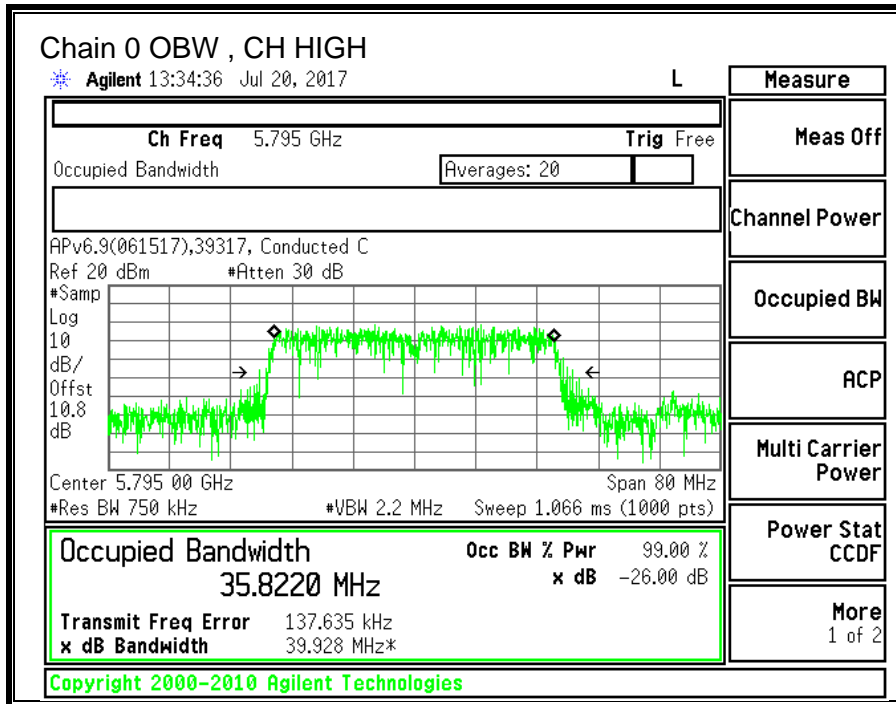 Chain 0 OBW , CH HIGH
Agilent 13:34:36 Jul 20, 2017 L
Ch Freq 5.795 GHz Trig Free
Occupied Bandwidth Averages: 20
APv6.9(061517),39317, Conducted C
Ref 20 dBm #Atten 30 dB
#Samp
Log
10
dB/
Offst
10.8
dB
Center 5.795 00 GHz Span 80 MHz
#Res BW 750 kHz #VBW 2.2 MHz Sweep 1.066 ms (1000 pts)
Occupied Bandwidth Occ BW % Pwr 99.00 %
35.8220 MHz x dB -26.00 dB
Transmit Freq Error 137.635 kHz
x dB Bandwidth 39.928 MHz*
Copyright 2000-2010 Agilent Technologies
Measure
Meas Off
Channel Power
Occupied BW
ACP
Multi Carrier
Power
Power Stat
CCDF
More
1 of 2